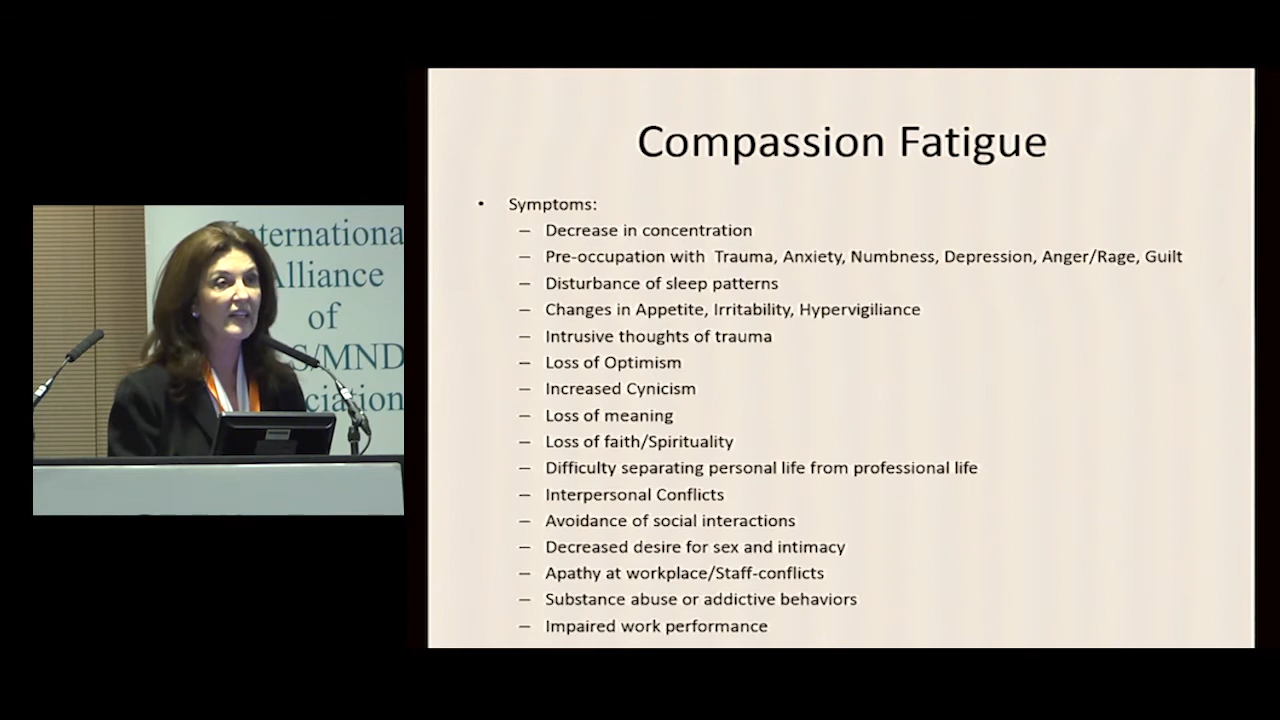 Compassion Fatigue
• Symptoms:
– Decrease in concentration
– Pre-occupation with Trauma, Anxiety, Numbness, Depression, Anger/Rage, Guilt
– Disturbance of sleep patterns
– Changes in Appetite, Irritability, Hypervigiliance
– Intrusive thoughts of trauma
– Loss of Optimism
– Increased Cynicism
– Loss of meaning
– Loss of faith/Spirituality
– Difficulty separating personal life from professional life
– Interpersonal Conflicts
– Avoidance of social interactions
– Decreased desire for sex and intimacy
– Apathy at workplace/Staff-conflicts
– Substance abuse or addictive behaviors
– Impaired work performance
nternationa
lliance
of
S/MND
ciation